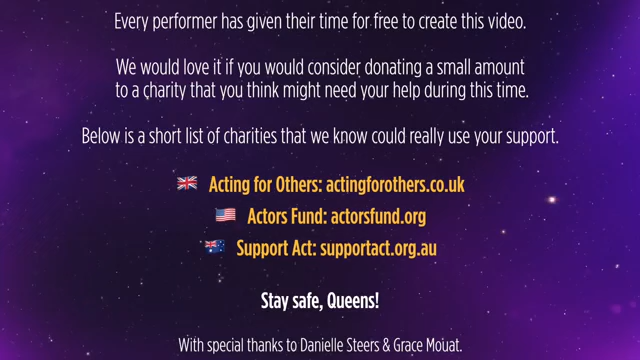 Every performer has given their time for free to create this video.
We would love it if you would consider donating a small amount
to a charity that you think might need your help during this time.
Below is a short list of charities that we know could really use your support.
Acting for Others: actingforothers.co.uk
Actors Fund: actorsfund.org
Support Act: supportact.org.au
Stay safe, Queens!
With special thanks to Danielle Steers & Grace Mouat.